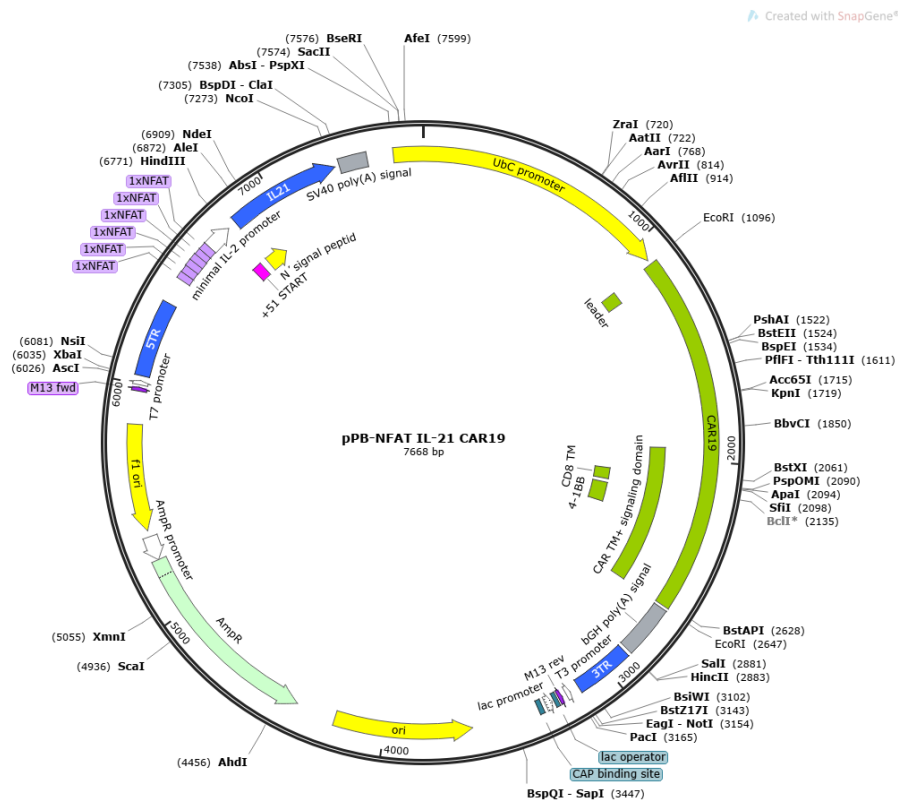 Created with SnapGene®
(7576) BseRI
AfeI (7599)
(7574) SacII
(7538) AbsI - PspXI
(7305) BspDI - ClaI
(7273) NcoI
(6909) NdeI
(6872) AleI
(6771) HindIII
1xNFAT
1xNFAT
1xNFAT
1xNFAT
1xNFAT
1xNFAT
ZraI (720)
AatII (722)
AarI (768)
AvrII (814)
AflII (914)
EcoRI (1096)
7000
IL21
SV40 poly(A) signal
UbC promoter
1000
minimal IL-2 promoter
N' signal peptid
+51 START
leader
PshAI (1522)
BstEII (1524)
BspEI (1534)
PflFI - Tth111I (1611)
Acc65I (1715)
KpnI (1719)
BbvCI (1850)
(6081) NsiI
(6035) XbaI
(6026) AscI
M13 fwd
6000
5TR
T7 promoter
CAR19
2000
pPB-NFAT IL-21 CAR19
7668 bp
BstXI (2061)
PspOMI (2090)
ApaI (2094)
SfiI (2098)
BclI* (2135)
CD8 TM
4-1BB
CAR TM+ signaling domain
f1 ori
AmpR promoter
AmpR
5000
(5055) XmnI
(4936) ScaI
(4456) AhdI
bGH poly(A) signal
3TR
3000
T3 promoter
M13 rev
lac promoter
BstAPI (2628)
EcoRI (2647)
SalI (2881)
HincII (2883)
BsiWI (3102)
BstZ17I (3143)
EagI - NotI (3154)
PacI (3165)
lac operator
CAP binding site
BspQI - SapI (3447)
ori
4000